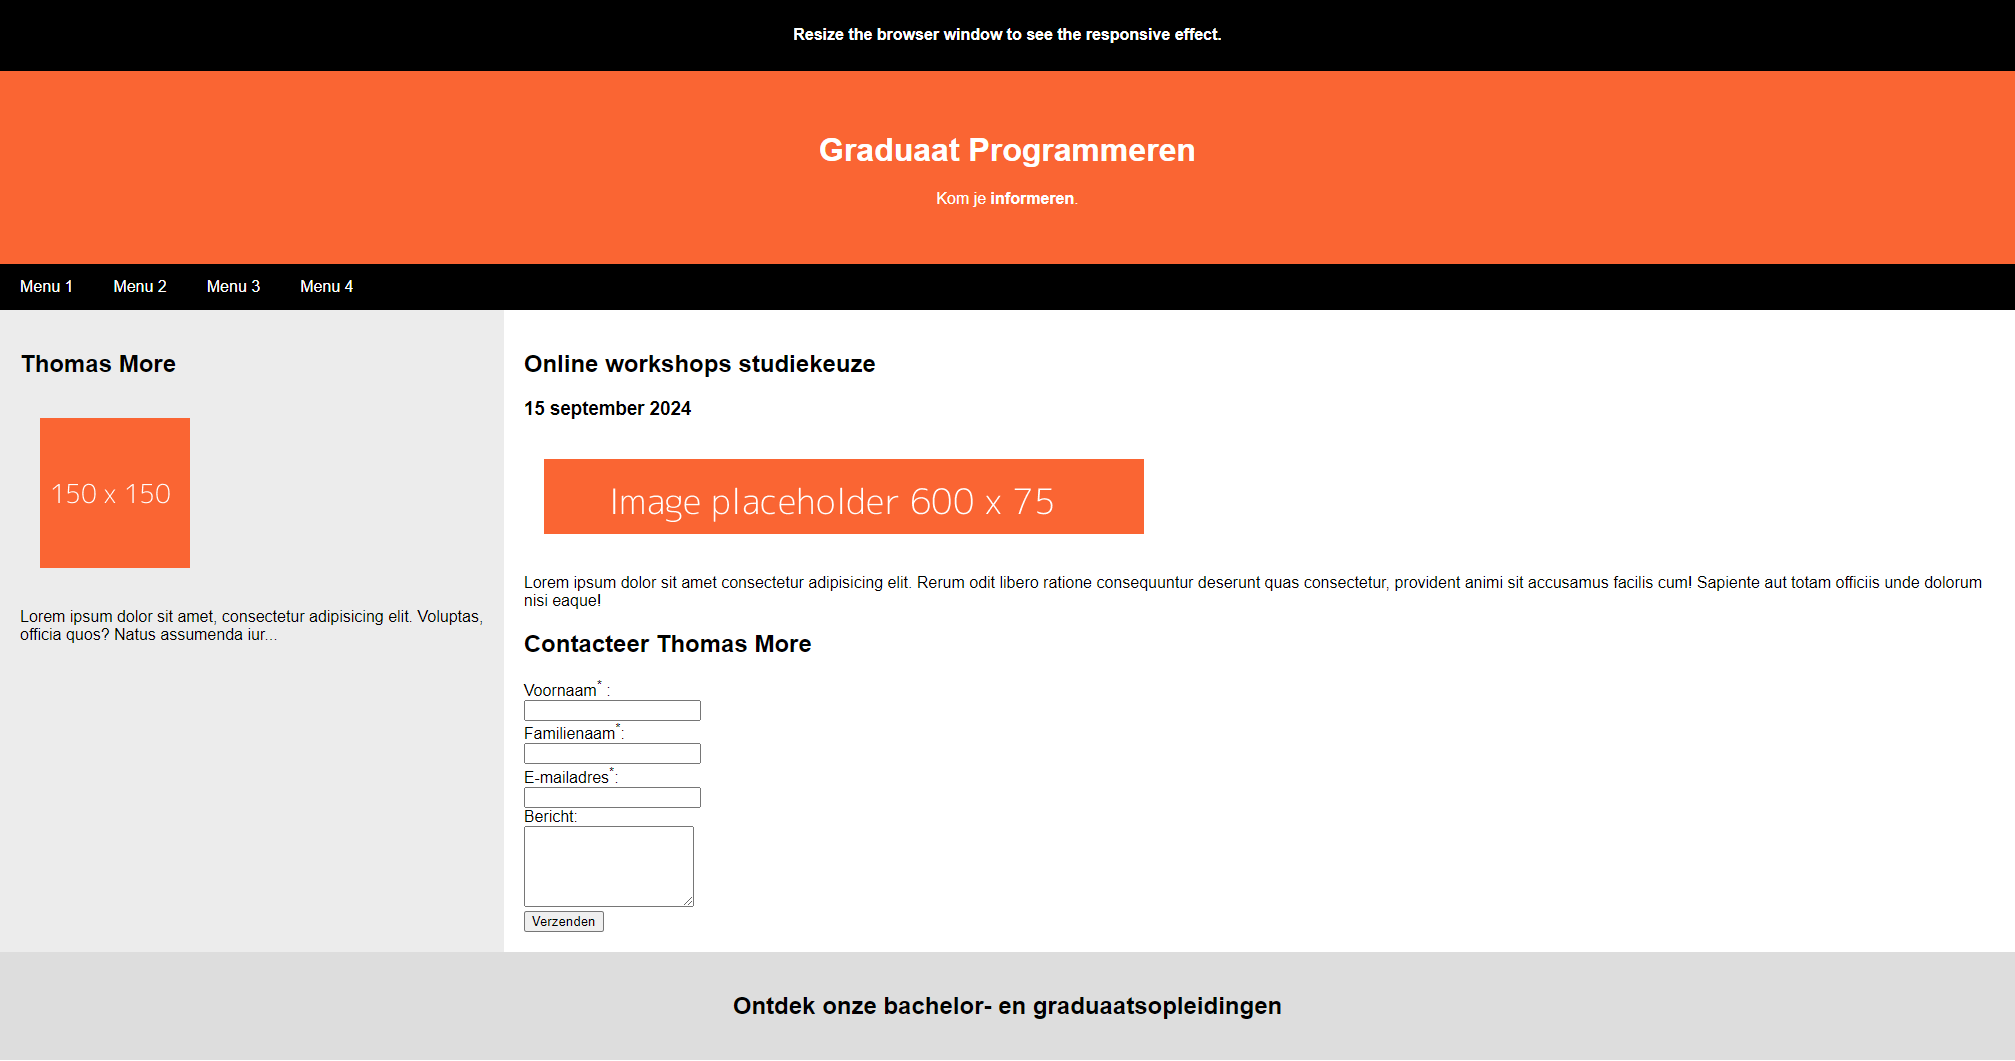 Resize the browser window to see the responsive effect.
Graduaat Programmeren
Kom je informeren.
Menu 1 Menu 2 Menu 3 Menu 4
Thomas More
150 x 150
Lorem ipsum dolor sit amet, consectetur adipisicing elit. Voluptas,
officia quos? Natus assumenda iur...
Online workshops studiekeuze
15 september 2024
Image placeholder 600 x 75
Lorem ipsum dolor sit amet consectetur adipisicing elit. Rerum odit libero ratione consequuntur deserunt quas consectetur, provident animi sit accusamus facilis cum! Sapiente aut totam officiis unde dolorum
nisi eaque!
Contacteer Thomas More
Voornaam* :
Familienaam*:
E-mailadres*:
Bericht:
Verzenden
Ontdek onze bachelor- en graduaatsopleidingen